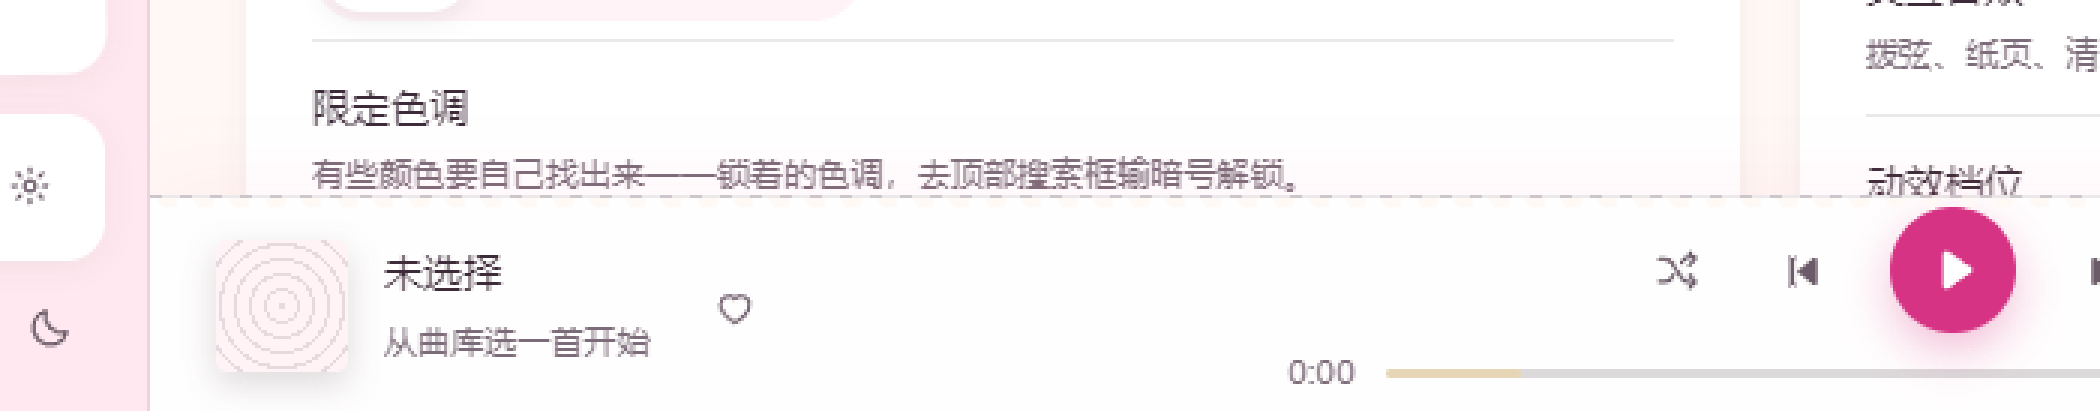 限定色调
有些颜色要自己找出来——锁着的色调，去顶部搜索框输暗号解锁。
拨弦、纸页、清
动效档位
未选择
从曲库选一首开始
0:00